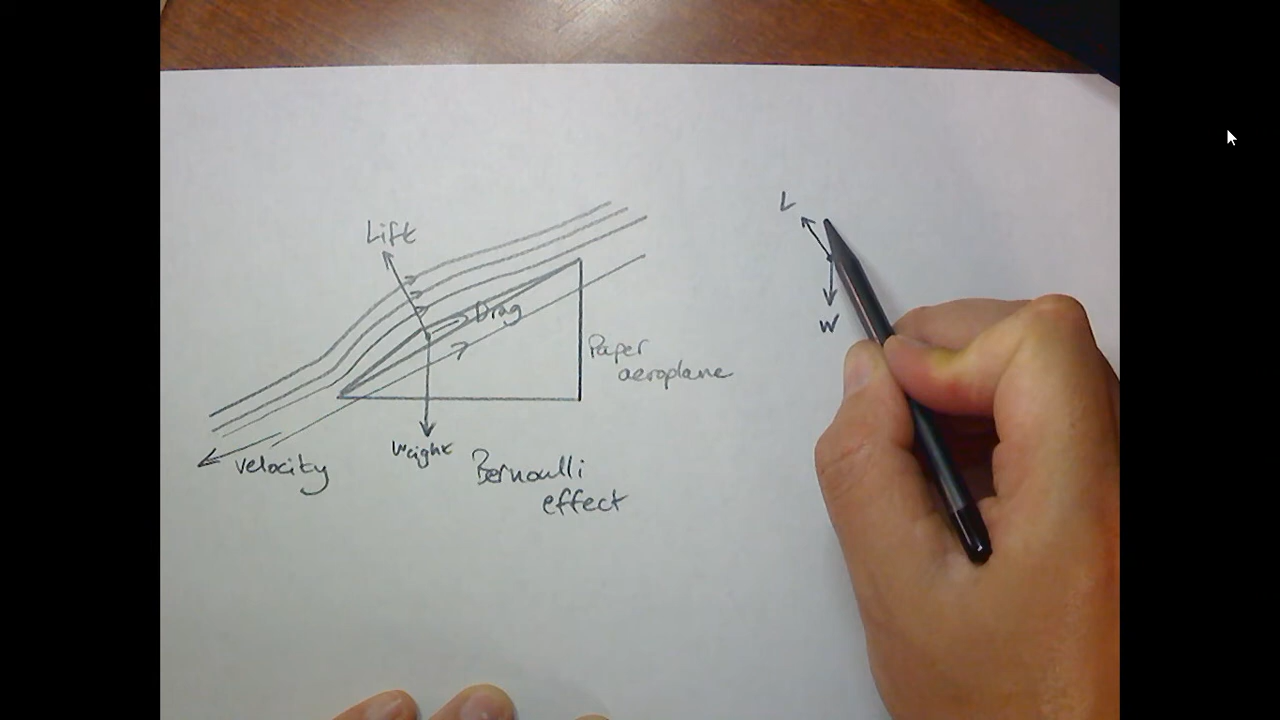 Lift
Drag
Paper
aeroplane
Weight
Velocity
Bernoulli
effect
L
W